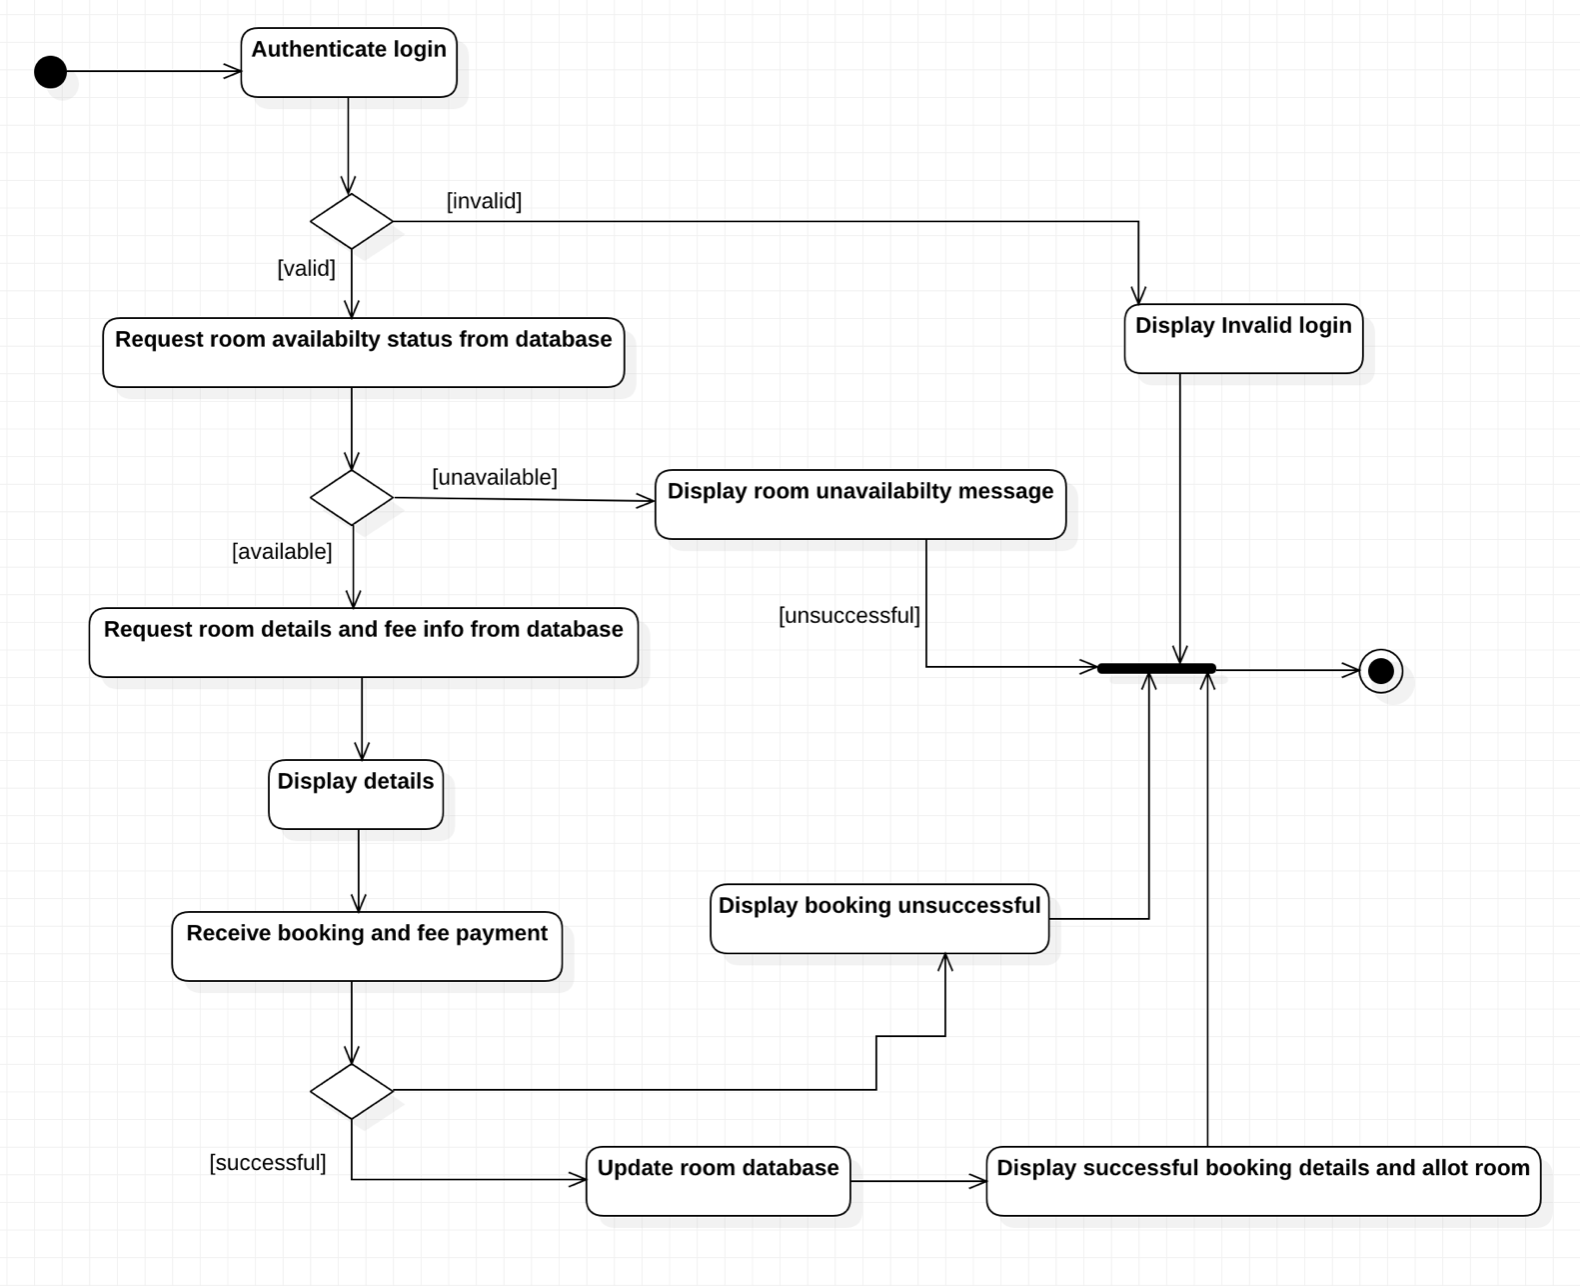 Authenticate login
[invalid]
[valid]
Display Invalid login
Request room availabilty status from database
[unavailable]
Display room unavailabilty message
[available]
[unsuccessful]
Request room details and fee info from database
Display details
Display booking unsuccessful
Receive booking and fee payment
[successful]
Update room database
Display successful booking details and allot room